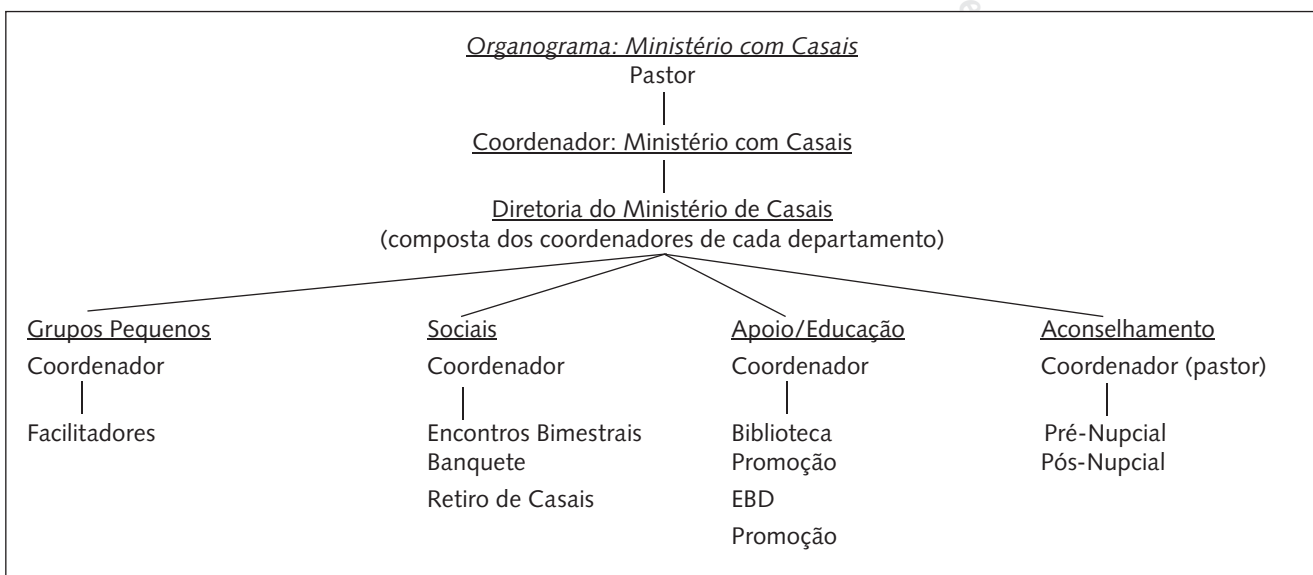 Organograma: Ministério com Casais
Pastor
Coordenador: Ministério com Casais
Diretoria do Ministério de Casais
(composta dos coordenadores de cada departamento)
Grupos Pequenos
Coordenador
Facilitadores
Sociais
Coordenador
Encontros Bimestrais
Banquete
Retiro de Casais
Apoio/Educação
Coordenador
Biblioteca
Promoção
EBD
Promoção
Aconselhamento
Coordenador (pastor)
Pré-Nupcial
Pós-Nupcial